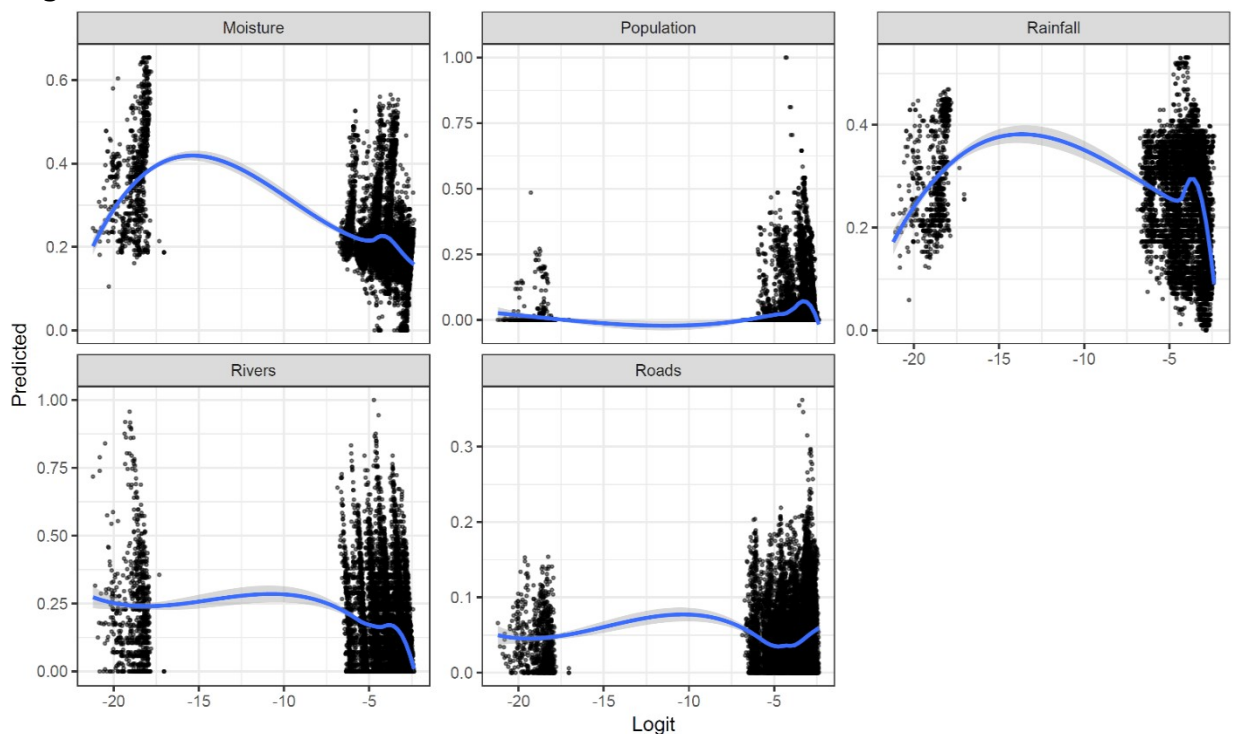 Moisture Population Rainfall
0.6 0.4 0.2 0.0
1.00 0.75 0.50 0.25 0.00
0.4 0.2 0.0
-20 -15 -10 -5
Predicted
Rivers Roads
1.00 0.75 0.50 0.25 0.00
0.3 0.2 0.1 0.0
-20 -15 -10 -5 -20 -15 -10 -5
Logit